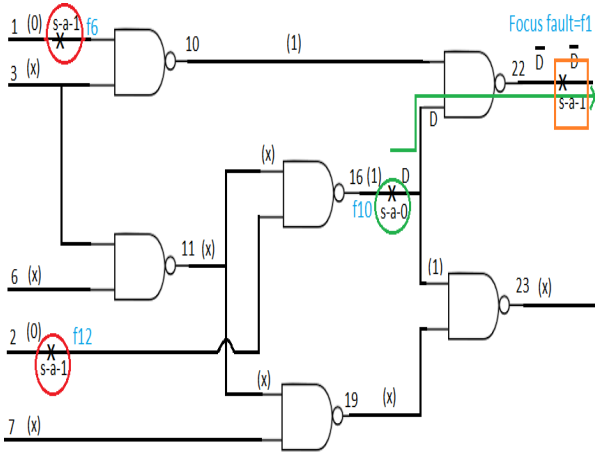 Focus fault=f1
1 (0) s-a-1 f6
10 (1)
3 (x)
22 D̅ D̅
s-a-1
D
(x)
16 (1) D
f10 s-a-0
11 (x)
6 (x)
(1)
23 (x)
2 (0) f12
s-a-1
(x)
19 (x)
7 (x)